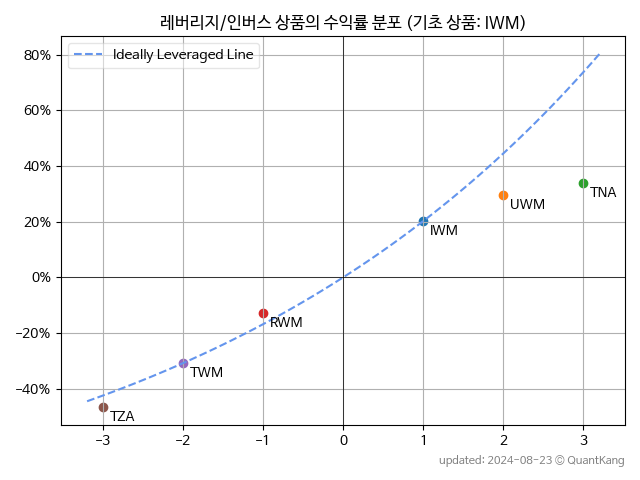 레버리지/인버스 상품의 수익률 분포 (기초 상품: IWM)
Ideally Leveraged Line
80%
60%
40%
20%
0%
−20%
−40%
TNA
UWM
IWM
RWM
TWM
TZA
−3 −2 −1 0 1 2 3
updated: 2024-08-23 © QuantKang